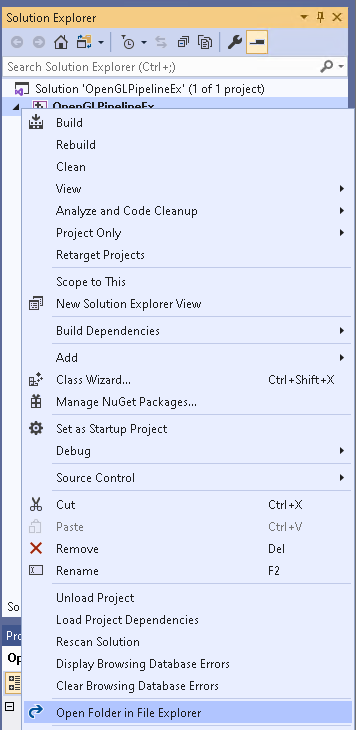 Solution Explorer
Search Solution Explorer (Ctrl+;)
Solution 'OpenGLPipelineEx' (1 of 1 project)
OpenGLPipelineEx
Build
Rebuild
Clean
View
Analyze and Code Cleanup
Project Only
Retarget Projects
Scope to This
New Solution Explorer View
Build Dependencies
Add
Class Wizard... Ctrl+Shift+X
Manage NuGet Packages...
Set as Startup Project
Debug
Source Control
Cut Ctrl+X
Paste Ctrl+V
Remove Del
Rename F2
Unload Project
So
Load Project Dependencies
Pro
Rescan Solution
Op
Display Browsing Database Errors
Clear Browsing Database Errors
Open Folder in File Explorer